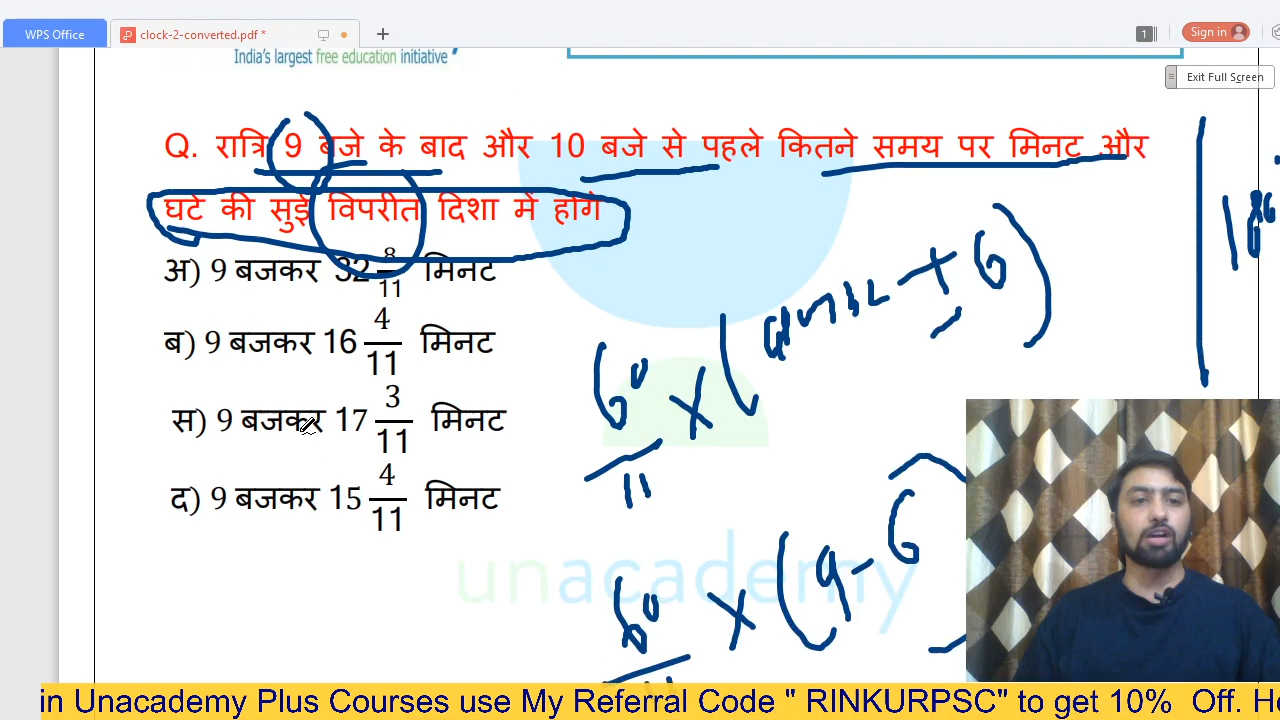 WPS Office
clock-2-converted.pdf *
+
1
Sign in
Exit Full Screen
India's largest free education initiative
Q. रात्रि 9 बजे के बाद और 10 बजे से पहले कितने समय पर मिनट और
घंटे की सुई विपरीत दिशा में होगी
अ) 9 बजकर 32 8/11 मिनट
ब) 9 बजकर 16 4/11 मिनट
स) 9 बजकर 17 3/11 मिनट
द) 9 बजकर 15 4/11 मिनट
60/11 × ( + 6)
60 × (9-6
unacademy
in Unacademy Plus Courses use My Referral Code " RINKURPSC" to get 10% Off. H